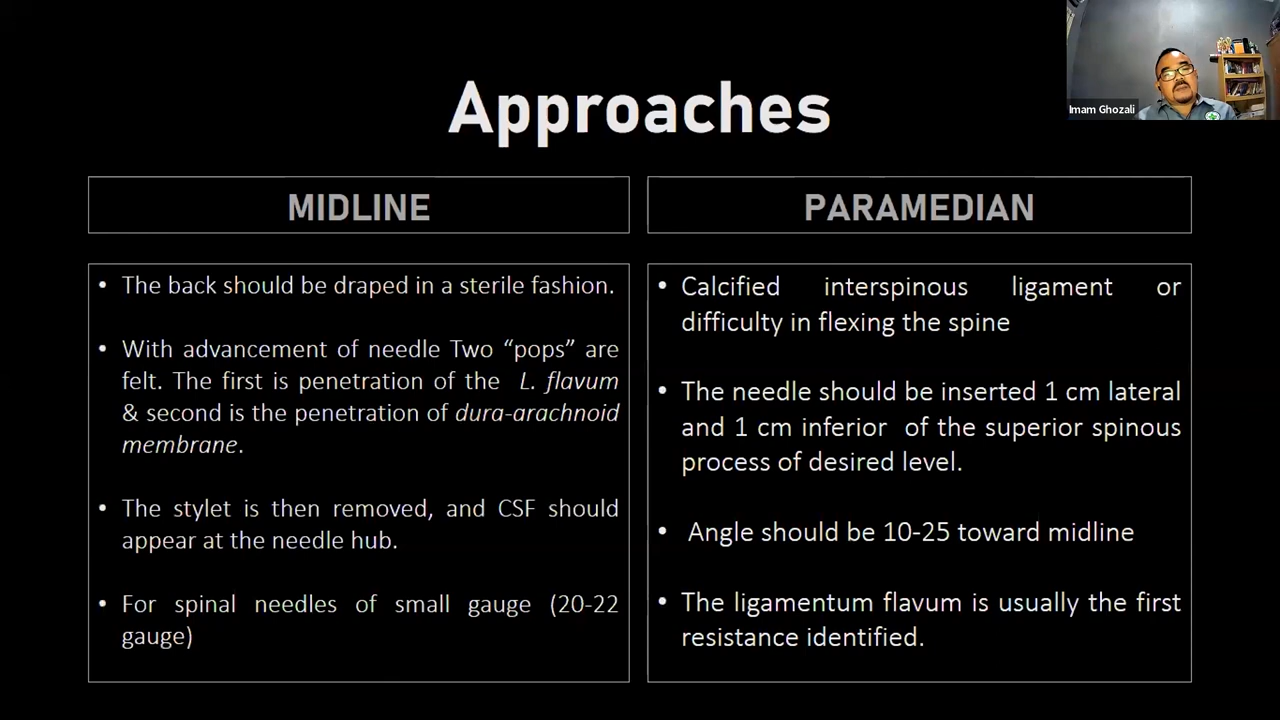 Imam Ghozali
Approaches
MIDLINE
• The back should be draped in a sterile fashion.
• With advancement of needle Two “pops” are
felt. The first is penetration of the L. flavum
& second is the penetration of dura-arachnoid
membrane.
• The stylet is then removed, and CSF should
appear at the needle hub.
• For spinal needles of small gauge (20-22
gauge)
PARAMEDIAN
• Calcified interspinous ligament or
difficulty in flexing the spine
• The needle should be inserted 1 cm lateral
and 1 cm inferior of the superior spinous
process of desired level.
• Angle should be 10-25 toward midline
• The ligamentum flavum is usually the first
resistance identified.